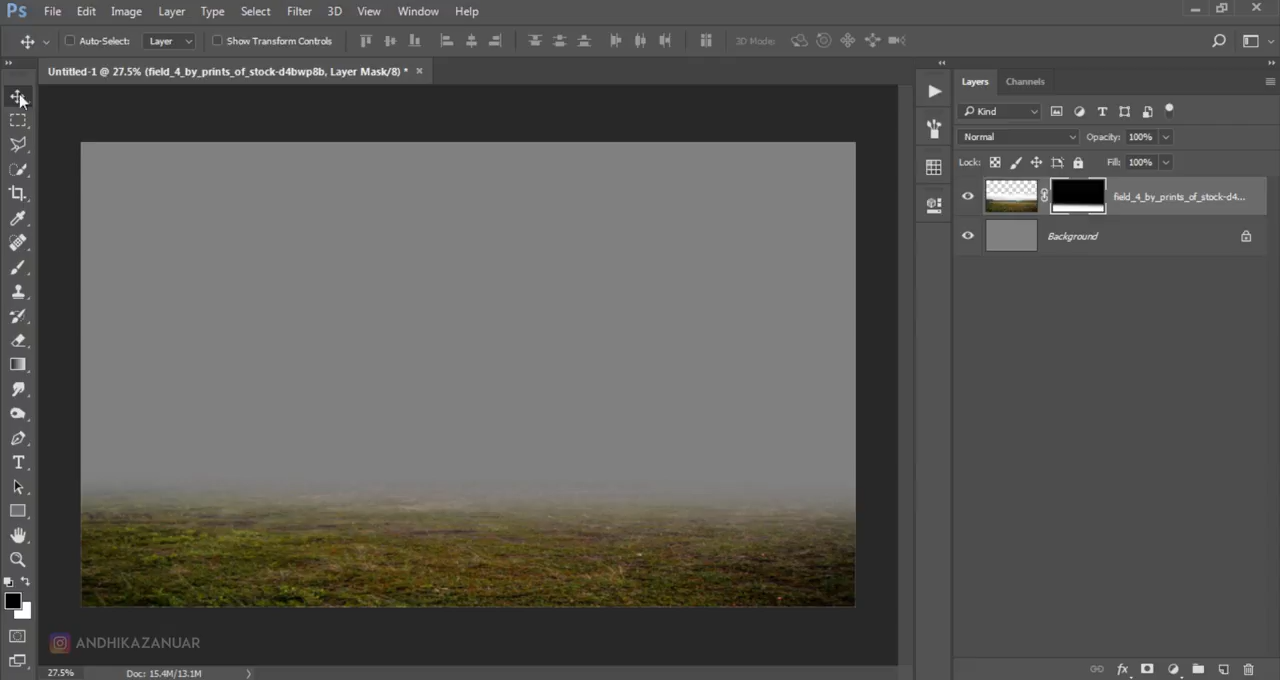 Ps File Edit Image Layer Type Select Filter 3D View Window Help
Auto-Select: Layer Show Transform Controls 3D Mode:
Untitled-1 @ 27.5% (field_4_by_prints_of_stock-d4bwp8b, Layer Mask/8) *
Layers Channels
Kind
Normal Opacity: 100%
Lock: Fill: 100%
field_4_by_prints_of_stock-d4...
Background
ANDHIKAZANUAR
27.5% Doc: 15.4M/13.1M